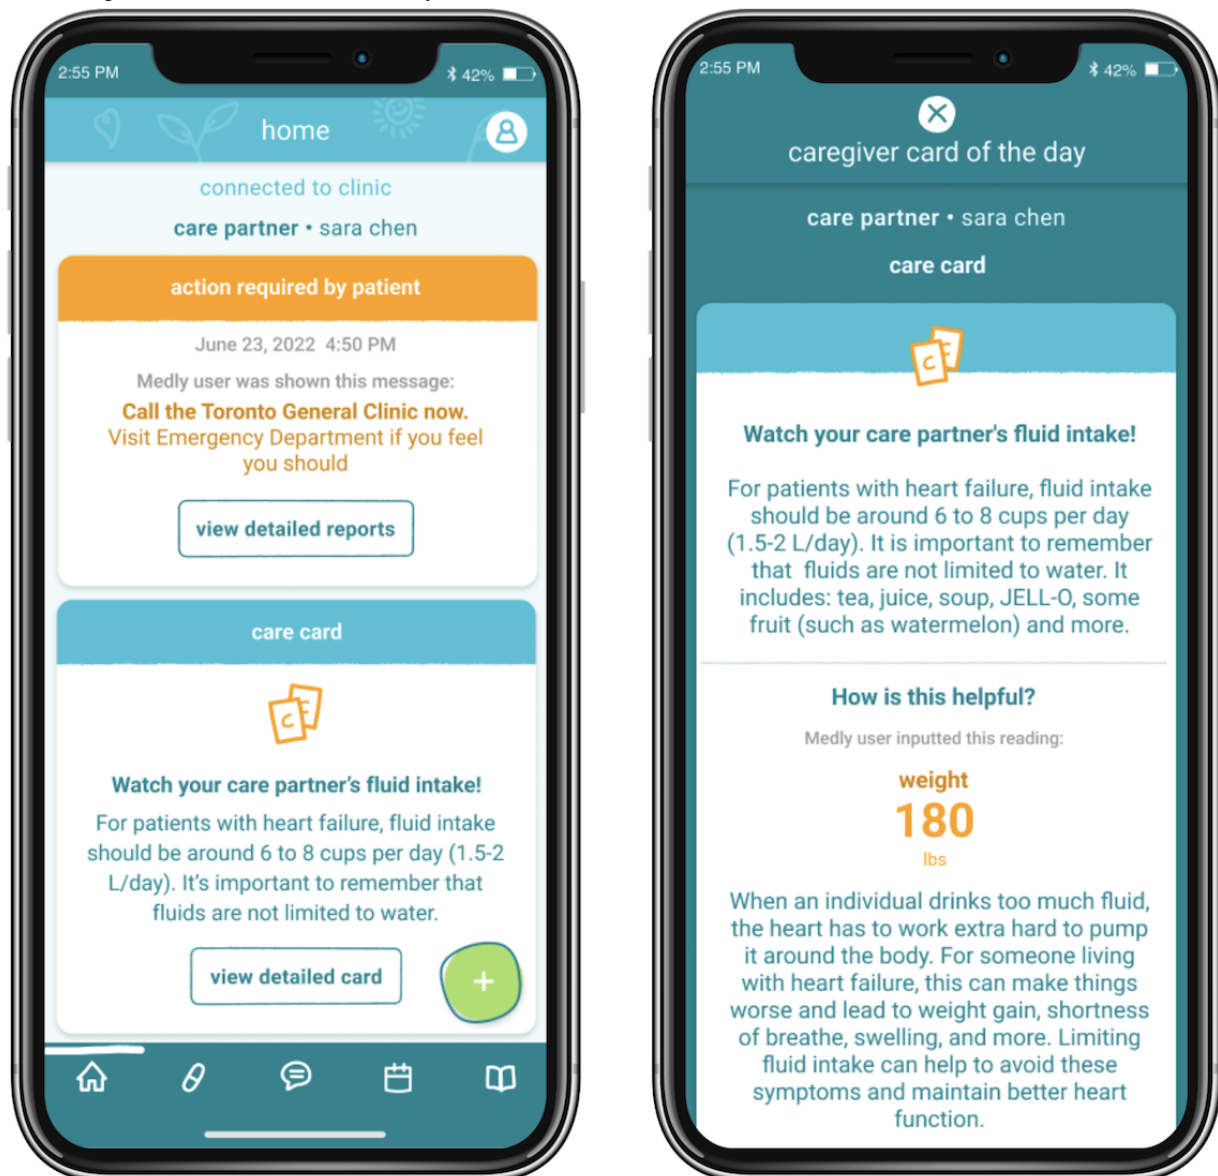 2:55 PM
42%
home
connected to clinic
care partner • sara chen
action required by patient
June 23, 2022 4:50 PM
Medly user was shown this message:
Call the Toronto General Clinic now.
Visit Emergency Department if you feel
you should
view detailed reports
care card
C
Watch your care partner's fluid intake!
For patients with heart failure, fluid intake
should be around 6 to 8 cups per day (1.5-2
L/day). It's important to remember that
fluids are not limited to water.
view detailed card
+
2:55 PM
42%
caregiver card of the day
care partner • sara chen
care card
C
Watch your care partner's fluid intake!
For patients with heart failure, fluid intake
should be around 6 to 8 cups per day
(1.5-2 L/day). It is important to remember
that fluids are not limited to water. It
includes: tea, juice, soup, JELL-O, some
fruit (such as watermelon) and more.
How is this helpful?
Medly user inputted this reading:
weight
180
lbs
When an individual drinks too much fluid,
the heart has to work extra hard to pump
it around the body. For someone living
with heart failure, this can make things
worse and lead to weight gain, shortness
of breathe, swelling, and more. Limiting
fluid intake can help to avoid these
symptoms and maintain better heart
function.